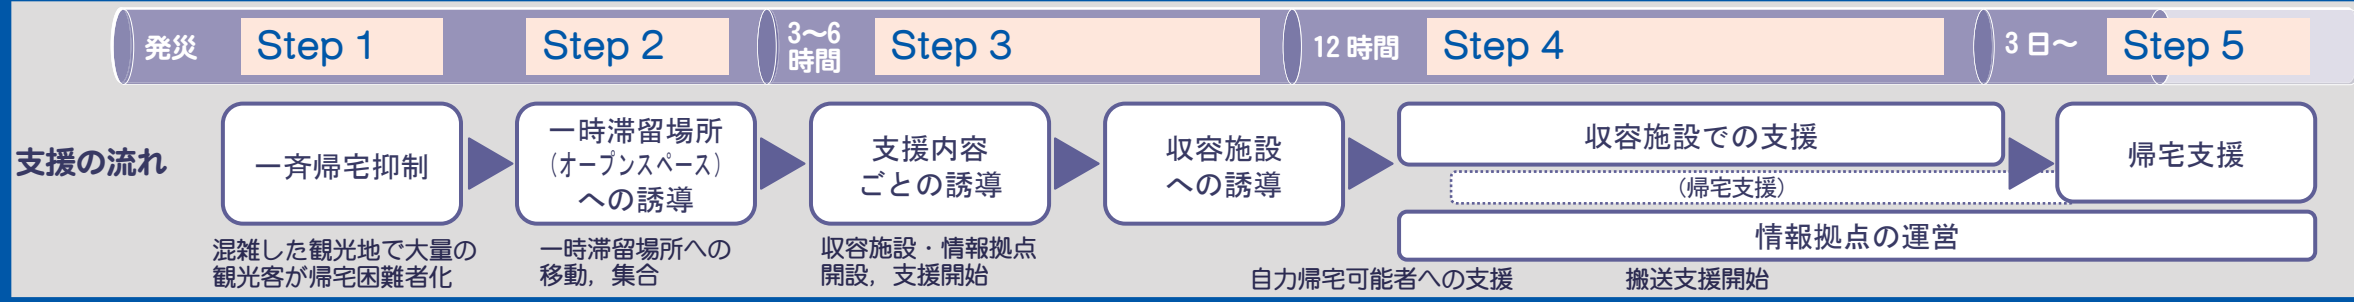 発災
Step 1
Step 2
3〜6
時間
Step 3
12 時間
Step 4
3 日〜
Step 5
支援の流れ
一斉帰宅抑制
一時滞留場所
(オープンスペース)
への誘導
支援内容
ごとの誘導
収容施設
への誘導
収容施設での支援
(帰宅支援)
情報拠点の運営
帰宅支援
混雑した観光地で大量の
観光客が帰宅困難者化
一時滞留場所への
移動，集合
収容施設・情報拠点
開設，支援開始
自力帰宅可能者への支援
搬送支援開始